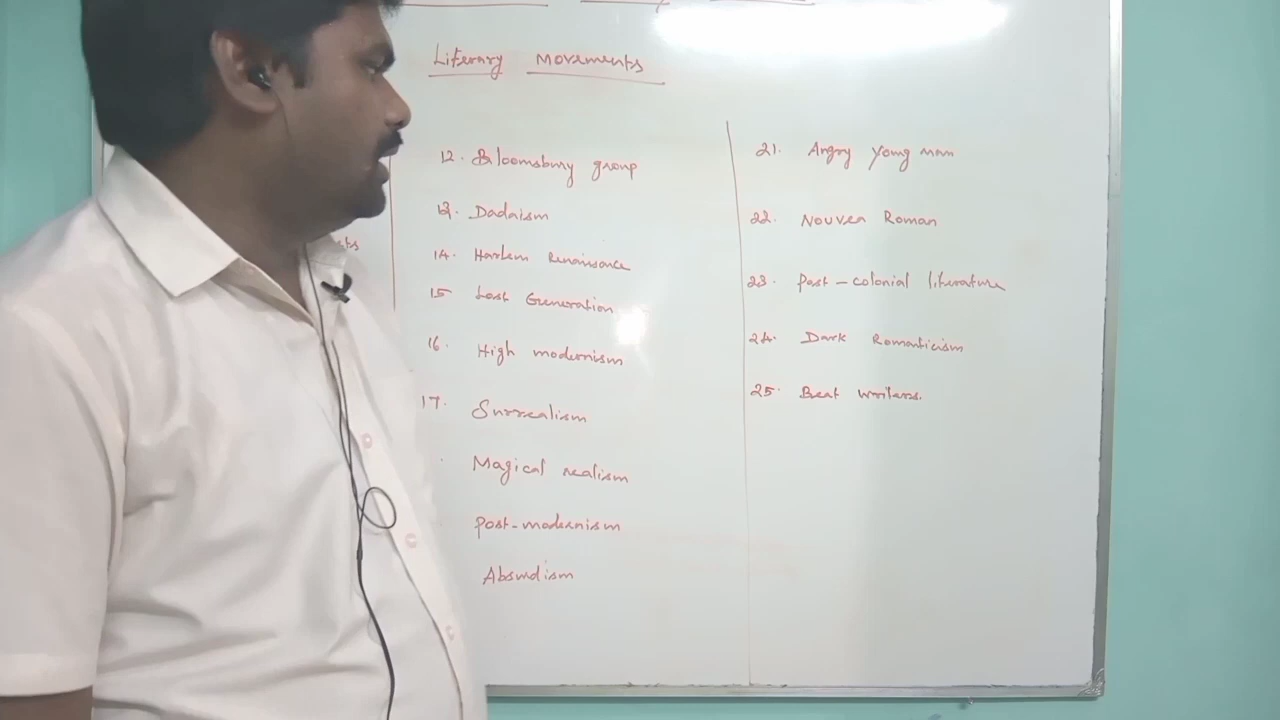 Literary Movements
12. Bloomsbury group
13. Dadaism
14. Harlem Renaissance
15 Lost Generation
16. High modernism
17. Surrealism
Magical realism
Post-modernism
Absurdism
21. Angry Young man
22. Nouvea Roman
23. Post-colonial literature
24. Dark Romanticism
25. Beat writers.